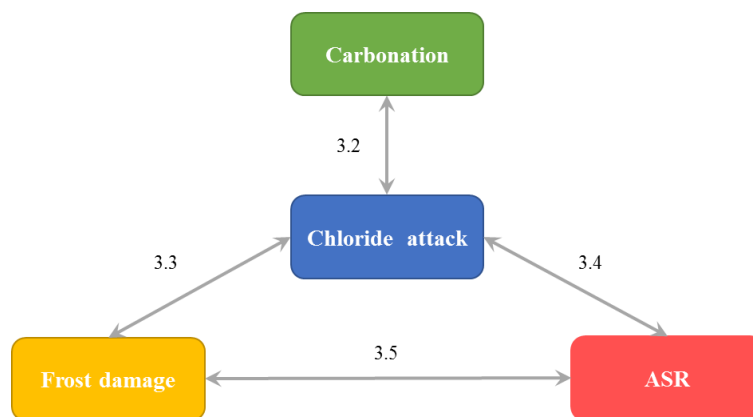 Carbonation
3.2
Chloride attack
3.3
3.4
3.5
Frost damage
ASR